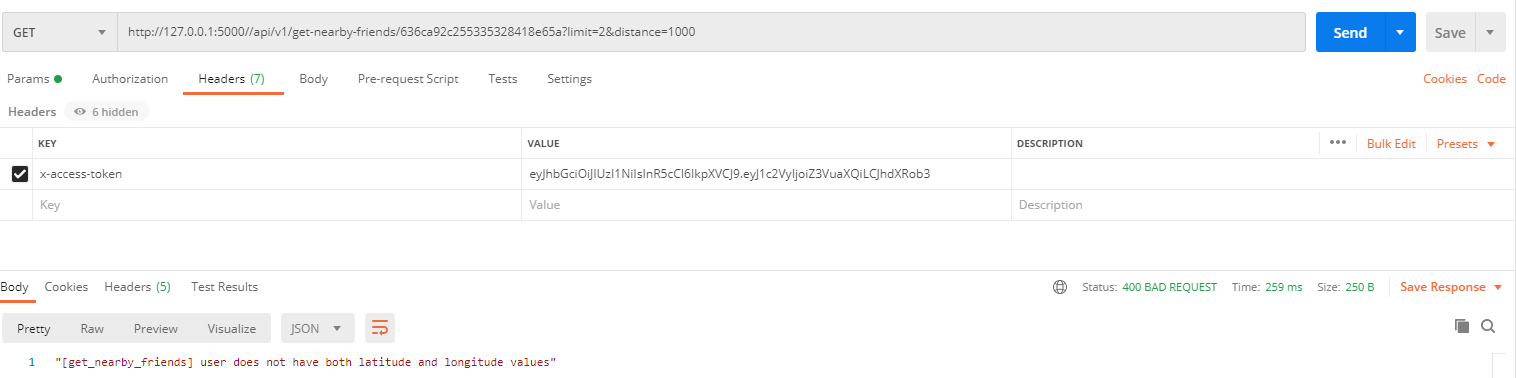 GET http://127.0.0.1:5000//api/v1/get-nearby-friends/636ca92c255335328418e65a?limit=2&distance=1000 Send Save
Params Authorization Headers (7) Body Pre-request Script Tests Settings Cookies Code
Headers 6 hidden
KEY VALUE DESCRIPTION ••• Bulk Edit Presets
x-access-token eyJhbGciOiJIUzI1NiIsInR5cCI6IkpXVCJ9.eyJ1c2VyIjoiZ3VuaXQiLCJhdXRob3
Key Value Description
Body Cookies Headers (5) Test Results Status: 400 BAD REQUEST Time: 259 ms Size: 250 B Save Response
Pretty Raw Preview Visualize JSON
1 "[get_nearby_friends] user does not have both latitude and longitude values"